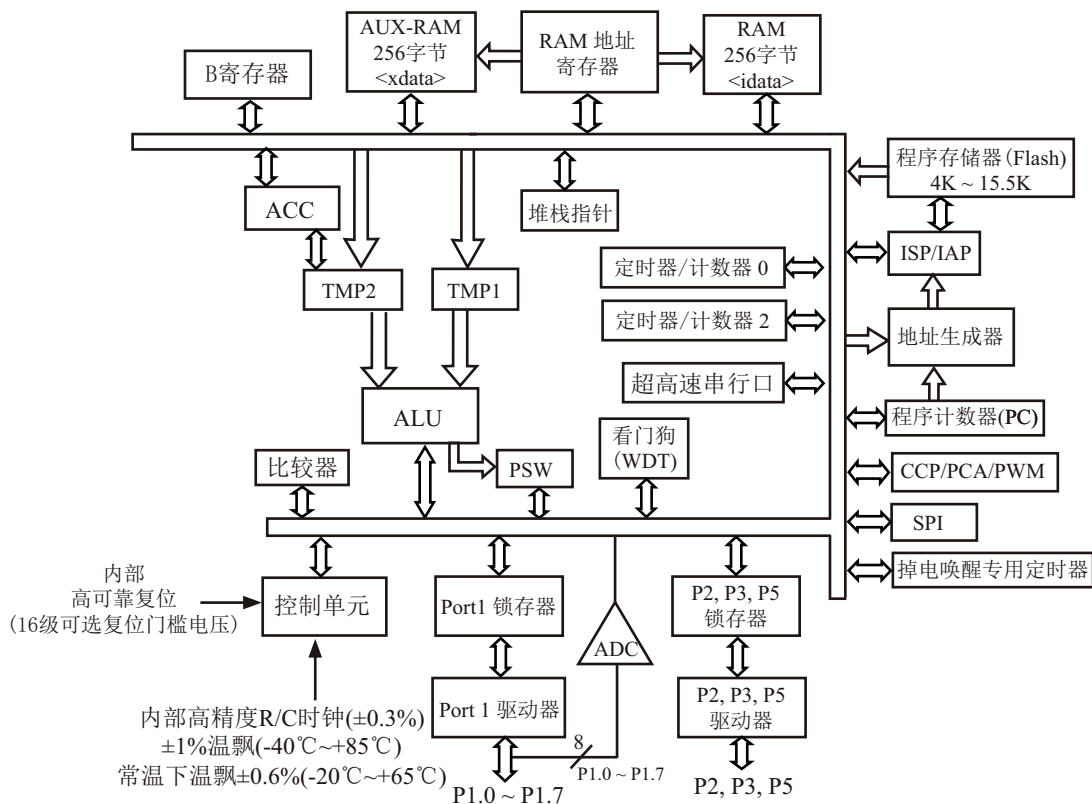 AUX-RAM
256字节
<xdata>
RAM 地址
寄存器
RAM
256字节
<idata>
B寄存器
程序存储器(Flash)
4K ~ 15.5K
ACC
堆栈指针
ISP/IAP
定时器/计数器 0
TMP2
TMP1
定时器/计数器 2
地址生成器
超高速串行口
ALU
程序计数器(PC)
看门狗
(WDT)
比较器
PSW
CCP/PCA/PWM
SPI
掉电唤醒专用定时器
内部
高可靠复位
(16级可选复位门槛电压)
控制单元
Port1 锁存器
P2, P3, P5
锁存器
ADC
Port 1 驱动器
P2, P3, P5
驱动器
内部高精度R/C时钟(±0.3%)
±1%温飘(-40℃~+85℃)
常温下温飘±0.6%(-20℃~+65℃)
8
P1.0 ~ P1.7
P1.0 ~ P1.7
P2, P3, P5